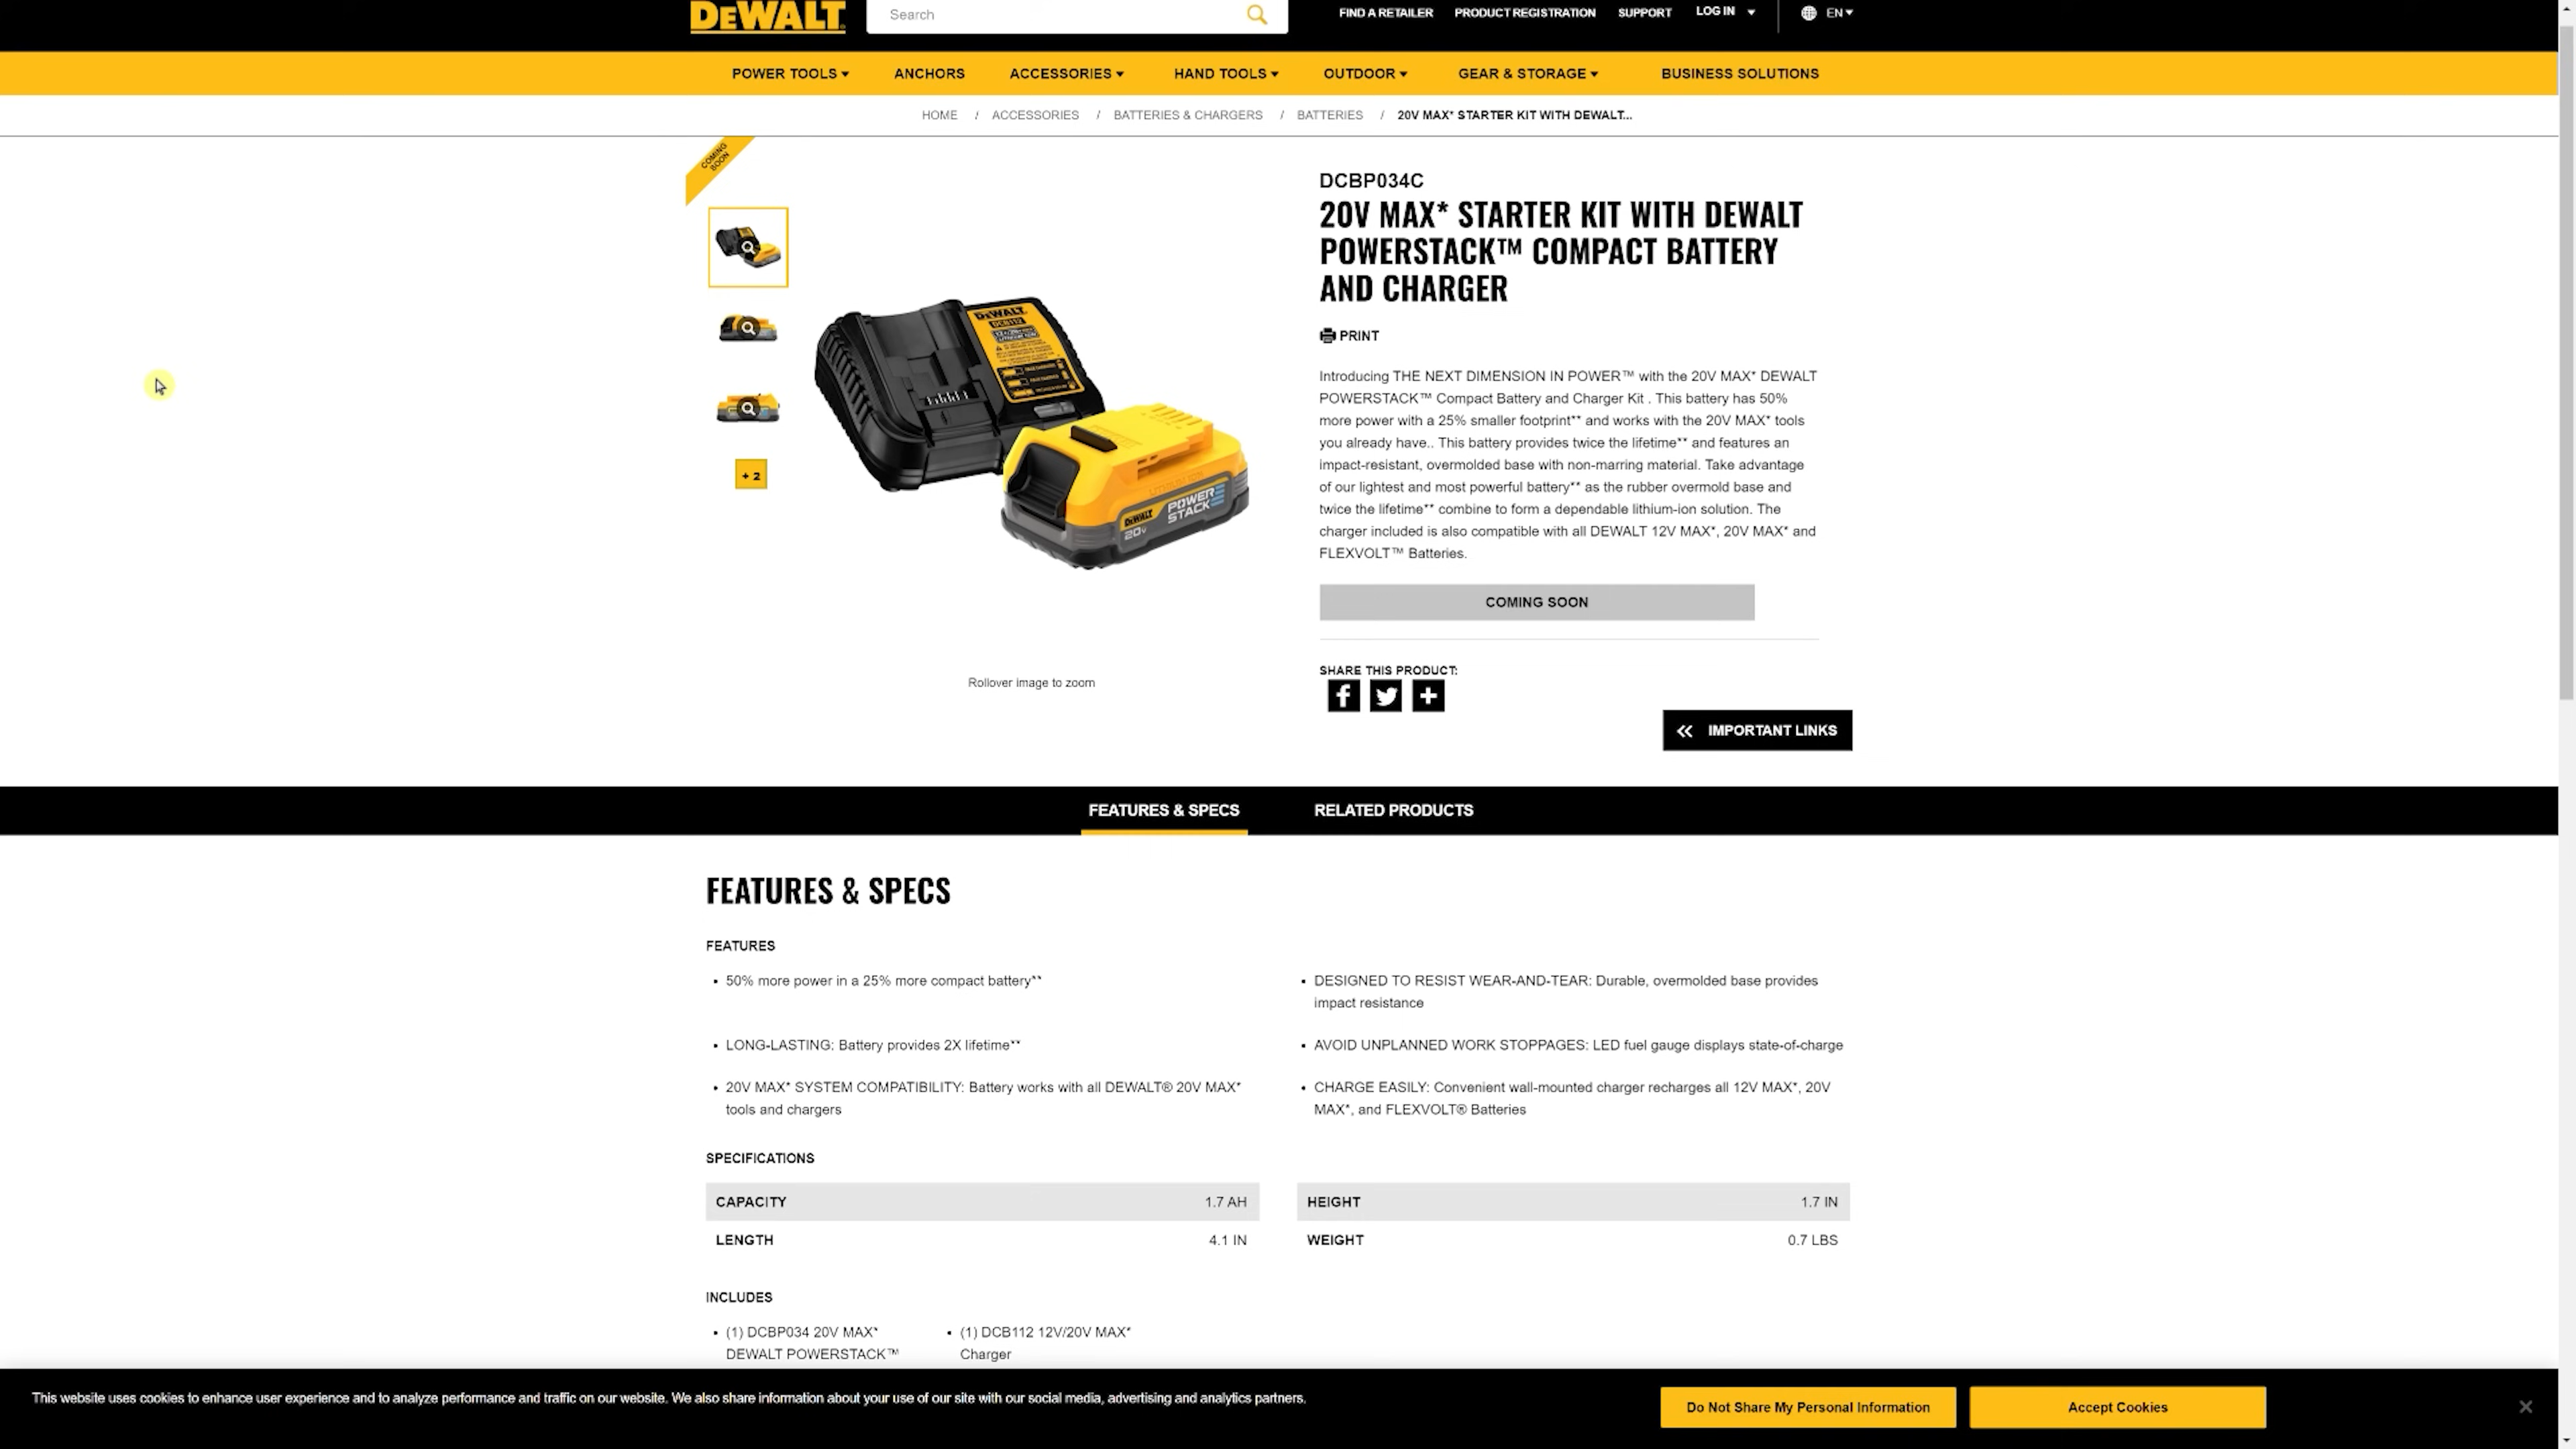 DEWALT
Search
FIND A RETAILER
PRODUCT REGISTRATION
SUPPORT
LOG IN
EN
POWER TOOLS
ANCHORS
ACCESSORIES
HAND TOOLS
OUTDOOR
GEAR & STORAGE
BUSINESS SOLUTIONS
HOME / ACCESSORIES / BATTERIES & CHARGERS / BATTERIES / 20V MAX* STARTER KIT WITH DEWALT...
COMING
SOON
+ 2
DEWALT
DCB112
DEWALT
20V
POWER
STACK
Rollover image to zoom
DCBP034C
20V MAX* STARTER KIT WITH DEWALT
POWERSTACK™ COMPACT BATTERY
AND CHARGER
PRINT
Introducing THE NEXT DIMENSION IN POWER™ with the 20V MAX* DEWALT
POWERSTACK™ Compact Battery and Charger Kit . This battery has 50%
more power with a 25% smaller footprint** and works with the 20V MAX* tools
you already have.. This battery provides twice the lifetime** and features an
impact-resistant, overmolded base with non-marring material. Take advantage
of our lightest and most powerful battery** as the rubber overmold base and
twice the lifetime** combine to form a dependable lithium-ion solution. The
charger included is also compatible with all DEWALT 12V MAX*, 20V MAX* and
FLEXVOLT™ Batteries.
COMING SOON
SHARE THIS PRODUCT:
IMPORTANT LINKS
FEATURES & SPECS
RELATED PRODUCTS
FEATURES & SPECS
FEATURES
• 50% more power in a 25% more compact battery**
• DESIGNED TO RESIST WEAR-AND-TEAR: Durable, overmolded base provides
impact resistance
• LONG-LASTING: Battery provides 2X lifetime**
• AVOID UNPLANNED WORK STOPPAGES: LED fuel gauge displays state-of-charge
• 20V MAX* SYSTEM COMPATIBILITY: Battery works with all DEWALT® 20V MAX*
tools and chargers
• CHARGE EASILY: Convenient wall-mounted charger recharges all 12V MAX*, 20V
MAX*, and FLEXVOLT® Batteries
SPECIFICATIONS
CAPACITY 1.7 AH
HEIGHT 1.7 IN
LENGTH 4.1 IN
WEIGHT 0.7 LBS
INCLUDES
• (1) DCBP034 20V MAX*
DEWALT POWERSTACK™
• (1) DCB112 12V/20V MAX*
Charger
This website uses cookies to enhance user experience and to analyze performance and traffic on our website. We also share information about your use of our site with our social media, advertising and analytics partners.
Do Not Share My Personal Information
Accept Cookies